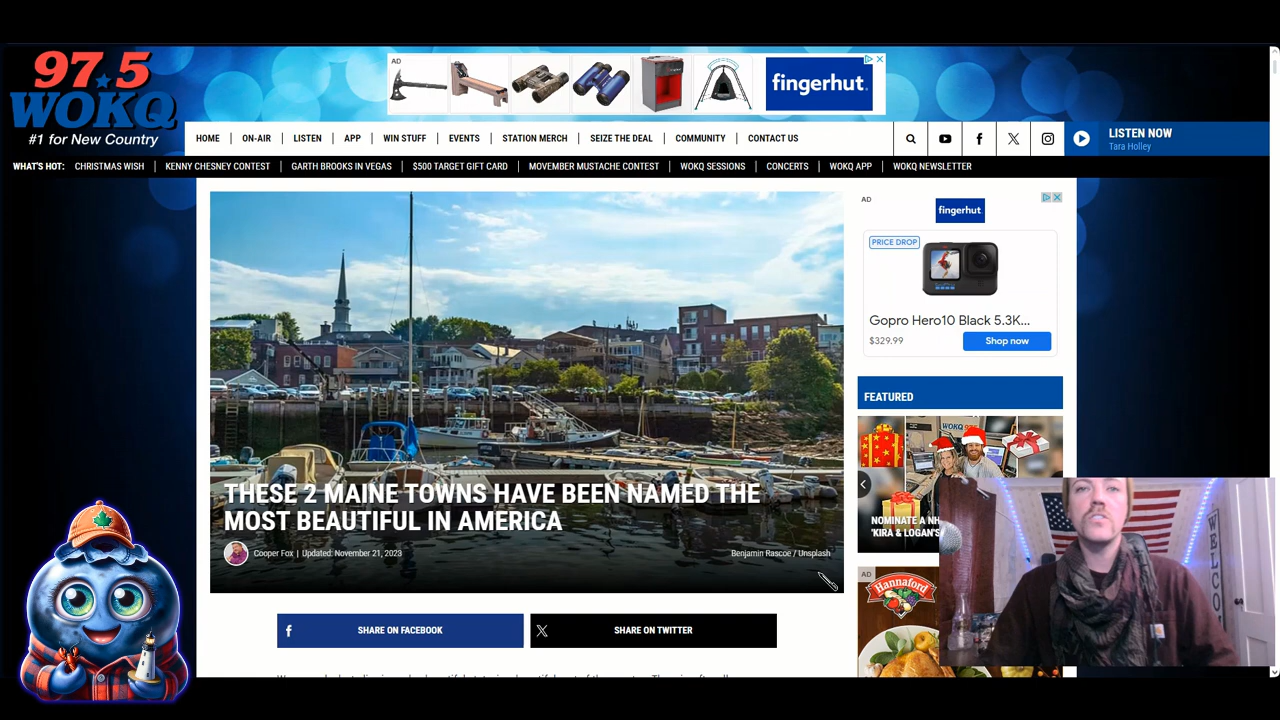 97.5
WOKQ
#1 for New Country
AD
fingerhut.
HOME
ON-AIR
LISTEN
APP
WIN STUFF
EVENTS
STATION MERCH
SEIZE THE DEAL
COMMUNITY
CONTACT US
LISTEN NOW
Tara Holley
WHAT'S HOT:
CHRISTMAS WISH
KENNY CHESNEY CONTEST
GARTH BROOKS IN VEGAS
$500 TARGET GIFT CARD
MOVEMBER MUSTACHE CONTEST
WOKQ SESSIONS
CONCERTS
WOKQ APP
WOKQ NEWSLETTER
AD
fingerhut.
PRICE DROP
Gopro Hero10 Black 5.3K...
$329.99
Shop now
FEATURED
WOKQ
NOMINATE A NH
'KIRA & LOGAN'S
THESE 2 MAINE TOWNS HAVE BEEN NAMED THE
MOST BEAUTIFUL IN AMERICA
Cooper Fox | Updated: November 21, 2023
Benjamin Rascoe / Unsplash
SHARE ON FACEBOOK
SHARE ON TWITTER
AD
Hannaford
WELCO